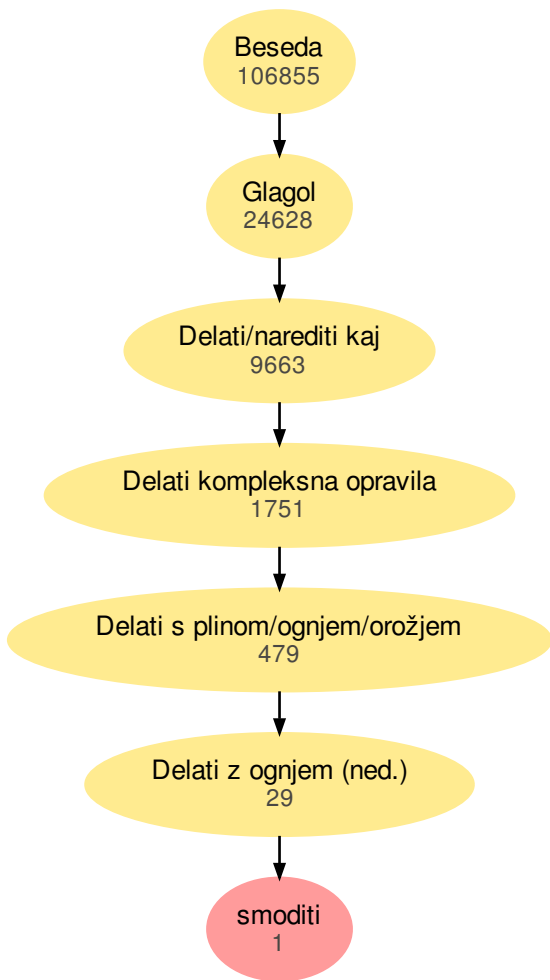 Beseda
106855
Glagol
24628
Delati/narediti kaj
9663
Delati kompleksna opravila
1751
Delati s plinom/ognjem/orožjem
479
Delati z ognjem (ned.)
29
smoditi
1